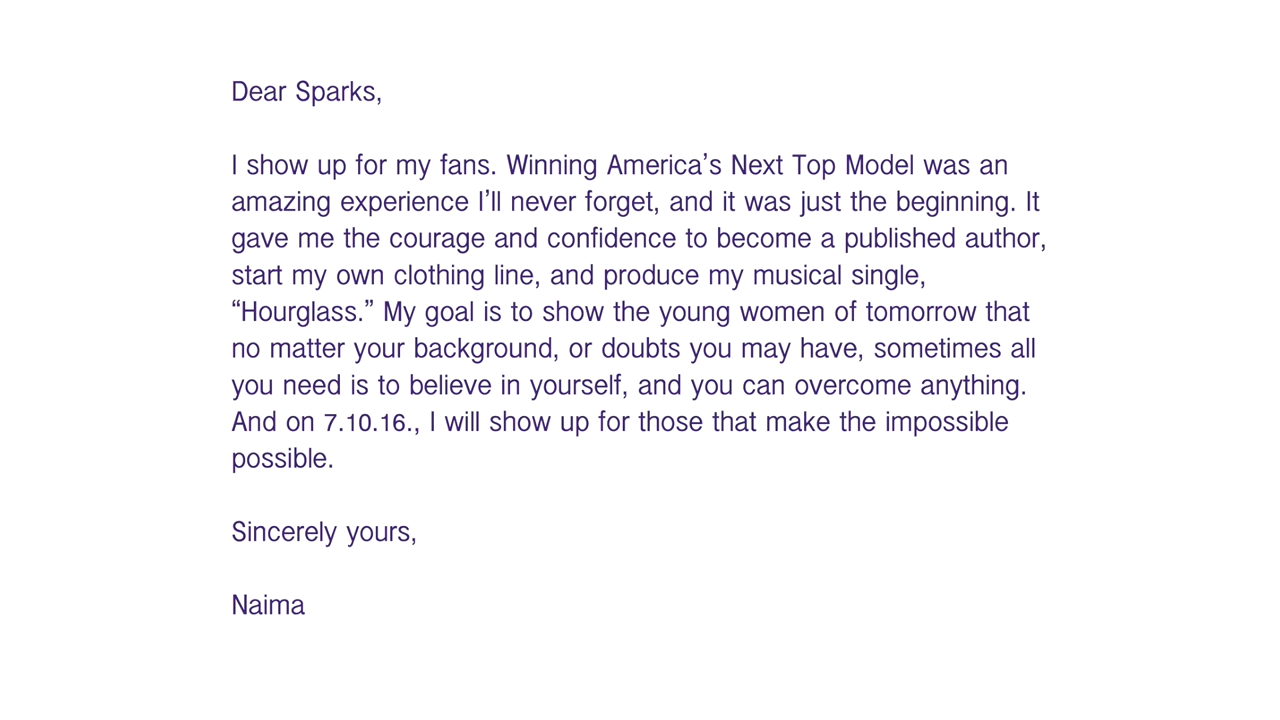 Dear Sparks,
I show up for my fans. Winning America’s Next Top Model was an
amazing experience I’ll never forget, and it was just the beginning. It
gave me the courage and confidence to become a published author,
start my own clothing line, and produce my musical single,
“Hourglass.” My goal is to show the young women of tomorrow that
no matter your background, or doubts you may have, sometimes all
you need is to believe in yourself, and you can overcome anything.
And on 7.10.16., I will show up for those that make the impossible
possible.
Sincerely yours,
Naima